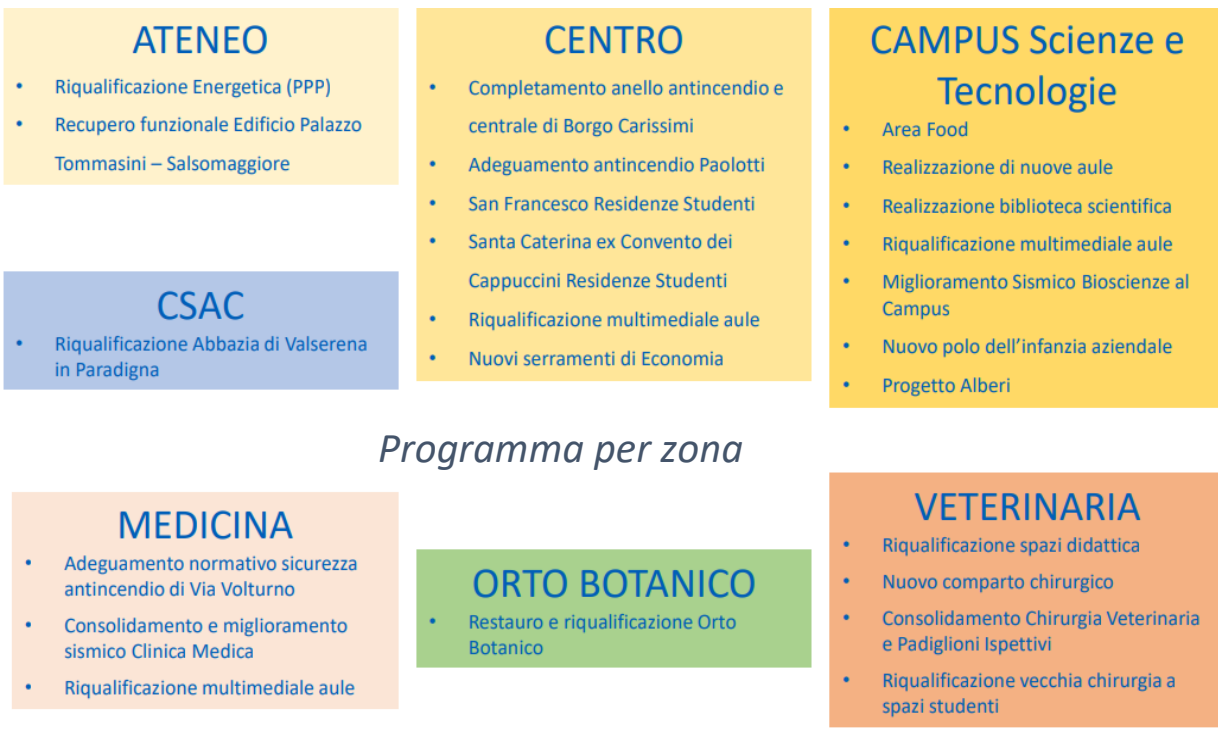 ATENEO
• Riqualificazione Energetica (PPP)
• Recupero funzionale Edificio Palazzo
Tommasini – Salsomaggiore
CSAC
• Riqualificazione Abbazia di Valserena
in Paradigna
CENTRO
• Completamento anello antincendio e
centrale di Borgo Carissimi
• Adeguamento antincendio Paolotti
• San Francesco Residenze Studenti
• Santa Caterina ex Convento dei
Cappuccini Residenze Studenti
• Riqualificazione multimediale aule
• Nuovi serramenti di Economia
CAMPUS Scienze e
Tecnologie
• Area Food
• Realizzazione di nuove aule
• Realizzazione biblioteca scientifica
• Riqualificazione multimediale aule
• Miglioramento Sismico Bioscienze al
Campus
• Nuovo polo dell’infanzia aziendale
• Progetto Alberi
Programma per zona
MEDICINA
• Adeguamento normativo sicurezza
antincendio di Via Volturno
• Consolidamento e miglioramento
sismico Clinica Medica
• Riqualificazione multimediale aule
ORTO BOTANICO
• Restauro e riqualificazione Orto
Botanico
VETERINARIA
• Riqualificazione spazi didattica
• Nuovo comparto chirurgico
• Consolidamento Chirurgia Veterinaria
e Padiglioni Ispettivi
• Riqualificazione vecchia chirurgia a
spazi studenti